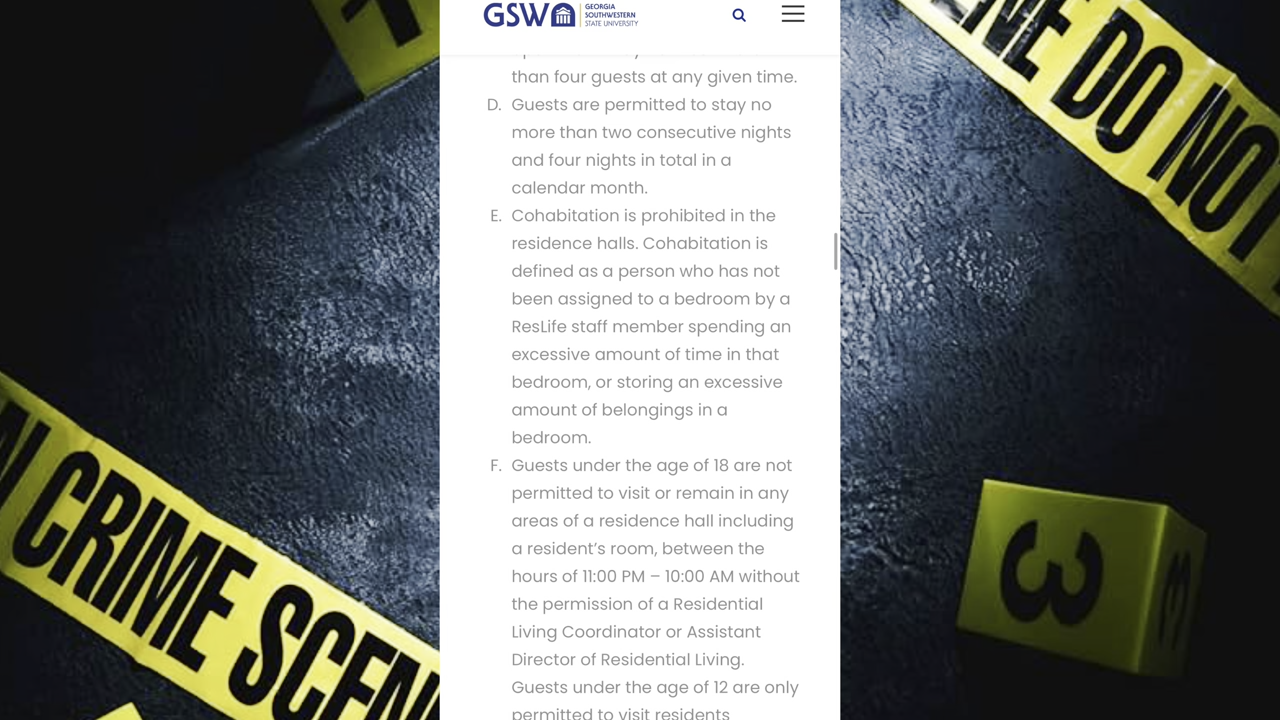 GSW
GEORGIA
SOUTHWESTERN
STATE UNIVERSITY
than four guests at any given time.
D. Guests are permitted to stay no
more than two consecutive nights
and four nights in total in a
calendar month.
E. Cohabitation is prohibited in the
residence halls. Cohabitation is
defined as a person who has not
been assigned to a bedroom by a
ResLife staff member spending an
excessive amount of time in that
bedroom, or storing an excessive
amount of belongings in a
bedroom.
F. Guests under the age of 18 are not
permitted to visit or remain in any
areas of a residence hall including
a resident’s room, between the
hours of 11:00 PM – 10:00 AM without
the permission of a Residential
Living Coordinator or Assistant
Director of Residential Living.
Guests under the age of 12 are only
permitted to visit residents
CRIME SCEN
DO NOT
3
3